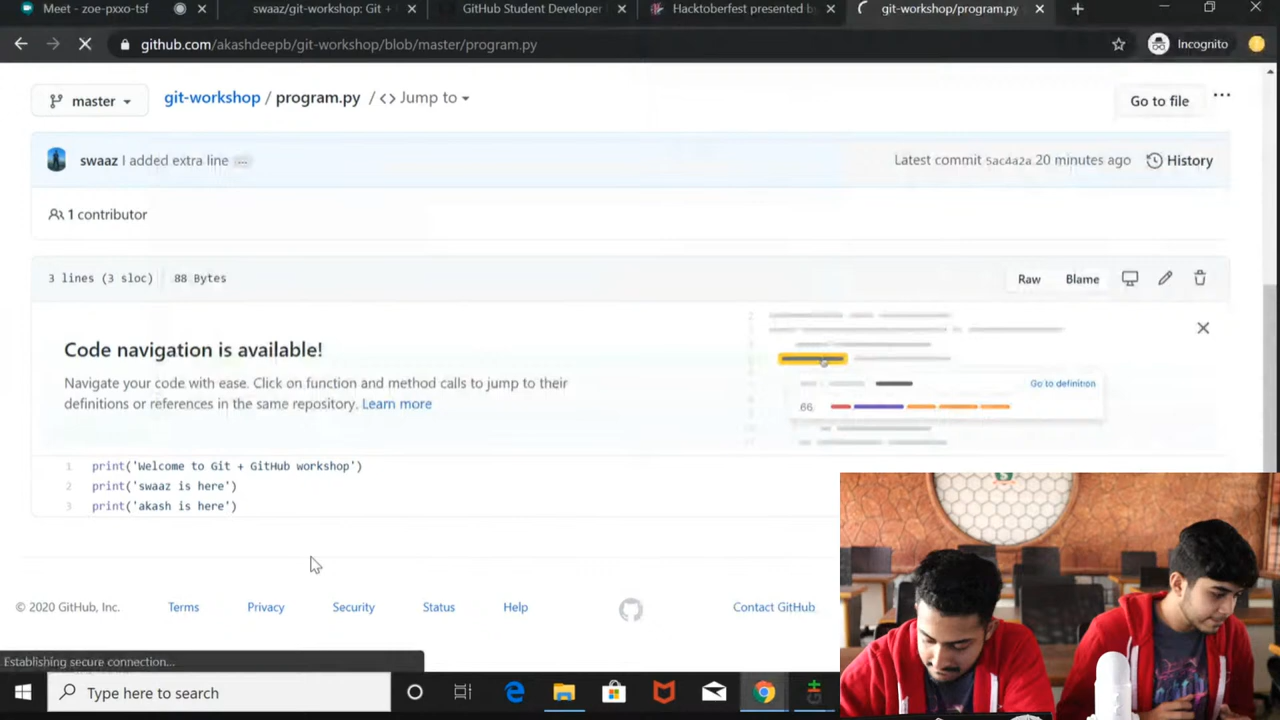 Meet - zoe-pxxo-tsf
swaaz/git-workshop: Git +
GitHub Student Developer
Hacktoberfest presented by
git-workshop/program.py
github.com/akashdeepb/git-workshop/blob/master/program.py
Incognito
master
git-workshop / program.py / <> Jump to
Go to file
swaaz I added extra line ...
Latest commit 5ac4a2a 20 minutes ago
History
1 contributor
3 lines (3 sloc) 88 Bytes
Raw
Blame
Code navigation is available!
Navigate your code with ease. Click on function and method calls to jump to their
definitions or references in the same repository. Learn more
Go to definition
66
2
1 print('Welcome to Git + GitHub workshop')
2 print('swaaz is here')
3 print('akash is here')
© 2020 GitHub, Inc.
Terms
Privacy
Security
Status
Help
Contact GitHub
Establishing secure connection...
Type here to search